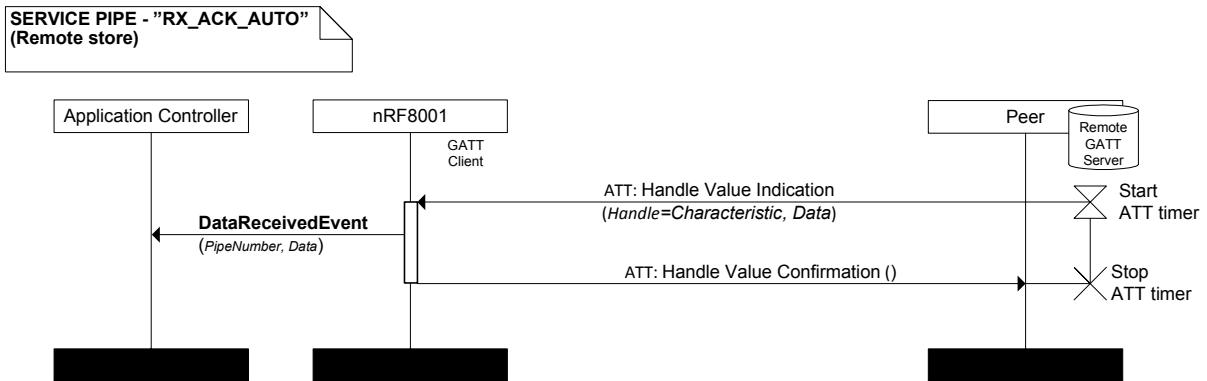 SERVICE PIPE - ”RX_ACK_AUTO”
(Remote store)
Application Controller
nRF8001
Peer
Remote
GATT
Server
GATT
Client
ATT: Handle Value Indication
(Handle=Characteristic, Data)
Start
ATT timer
DataReceivedEvent
(PipeNumber, Data)
ATT: Handle Value Confirmation ()
Stop
ATT timer